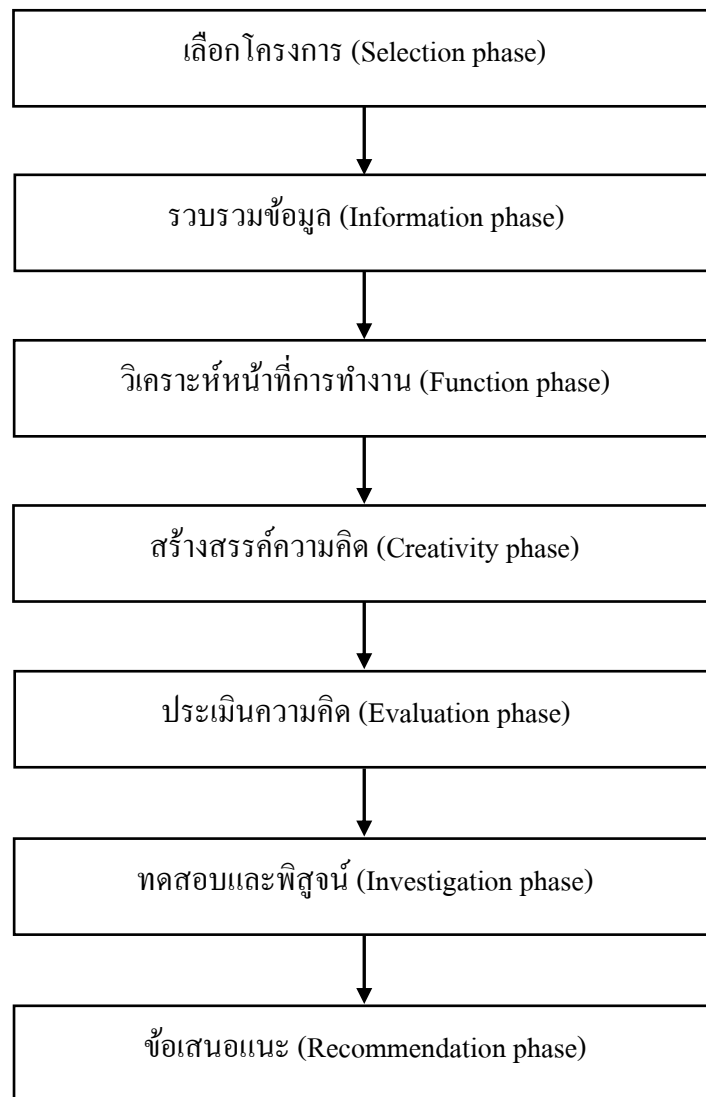 เลือกโครงการ (Selection phase)
รวบรวมข้อมูล (Information phase)
วิเคราะห์หน้าที่การทำงาน (Function phase)
สร้างสรรค์ความคิด (Creativity phase)
ประเมินความคิด (Evaluation phase)
ทดสอบและพิสูจน์ (Investigation phase)
ข้อเสนอแนะ (Recommendation phase)